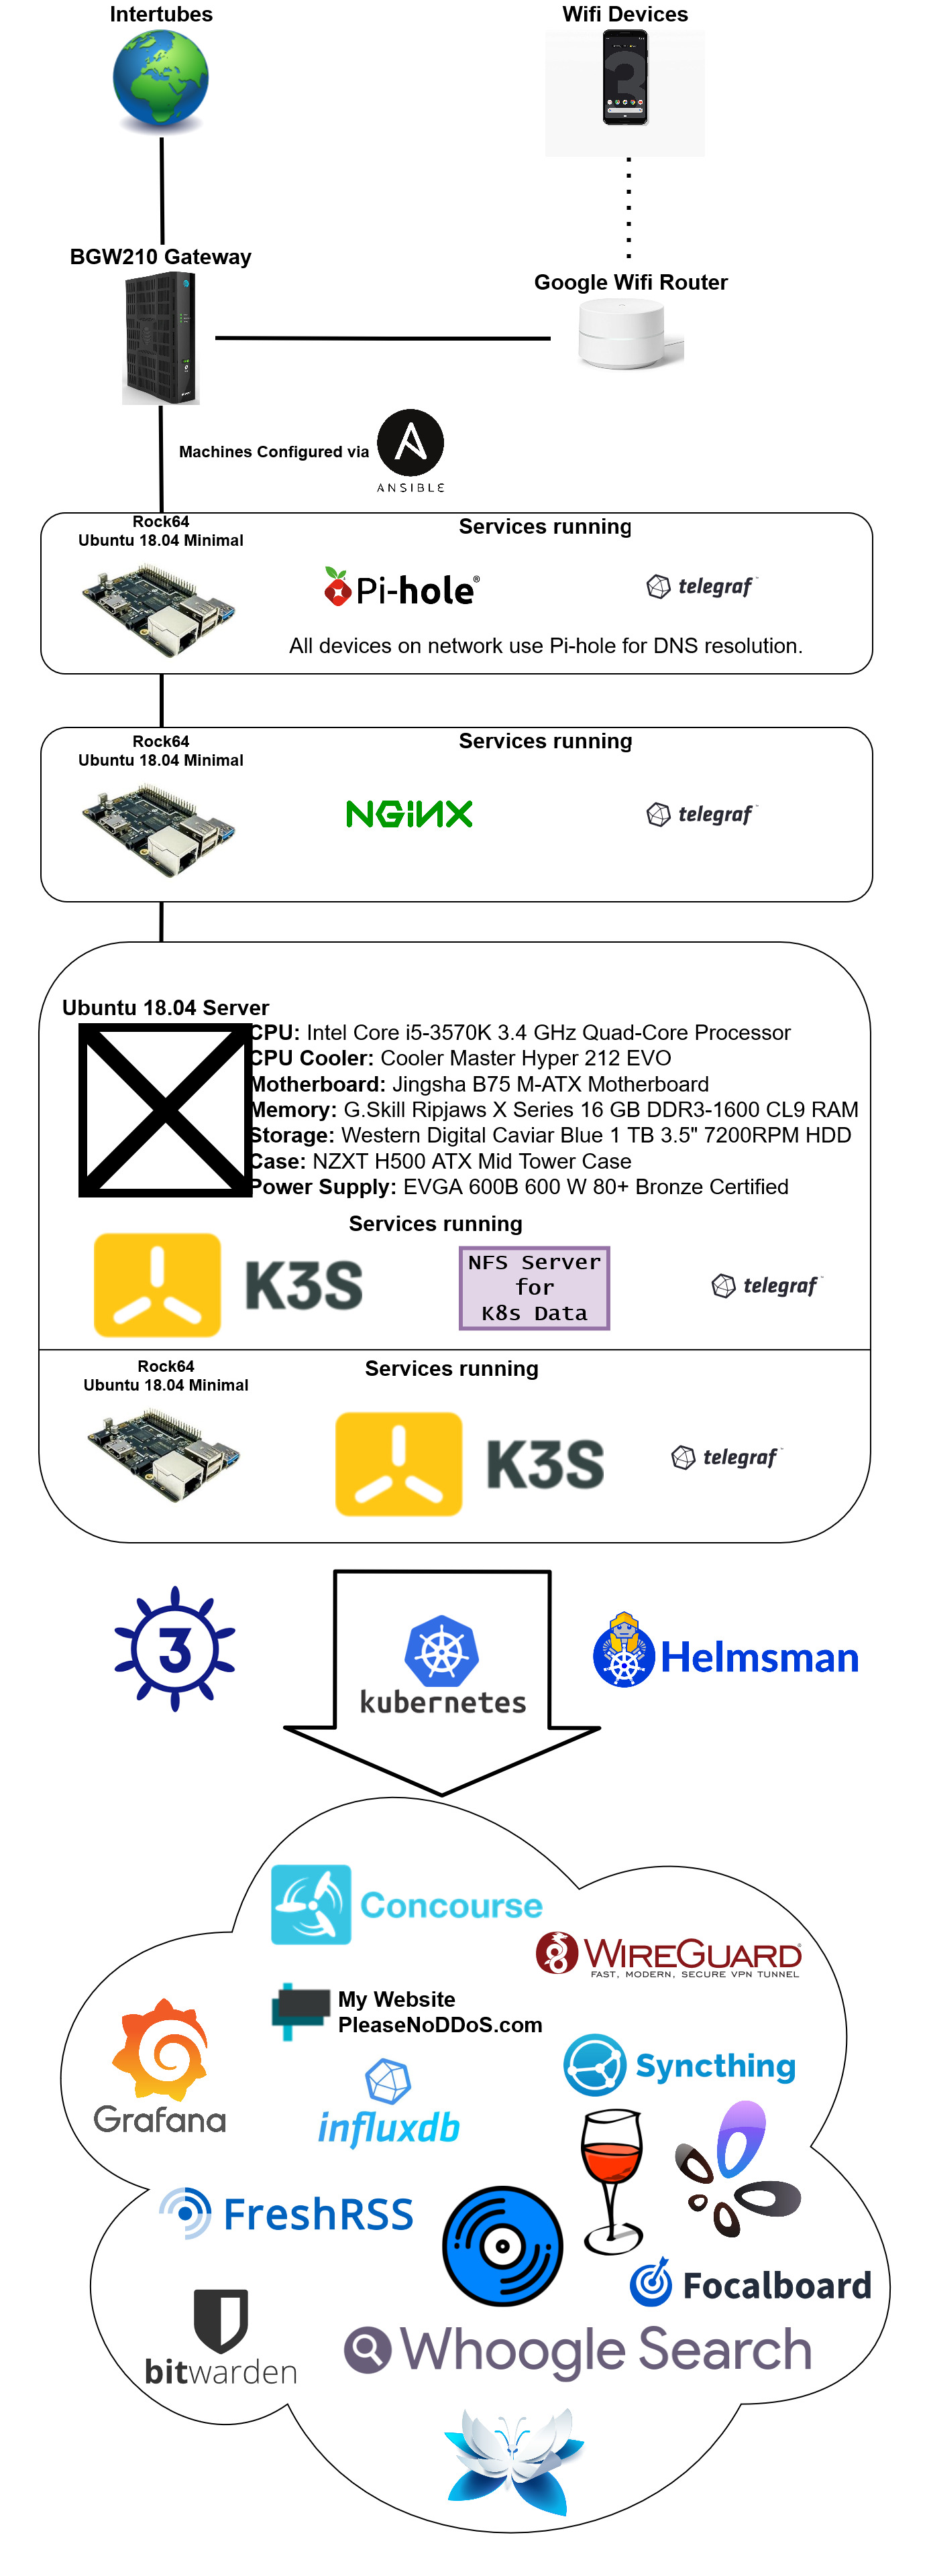 Intertubes
Wifi Devices
BGW210 Gateway
Google Wifi Router
Machines Configured via
ANSIBLE
Rock64
Ubuntu 18.04 Minimal
Services running
Pi-hole®
telegraf™
All devices on network use Pi-hole for DNS resolution.
Rock64
Ubuntu 18.04 Minimal
Services running
NGINX
telegraf™
Ubuntu 18.04 Server
CPU: Intel Core i5-3570K 3.4 GHz Quad-Core Processor
CPU Cooler: Cooler Master Hyper 212 EVO
Motherboard: Jingsha B75 M-ATX Motherboard
Memory: G.Skill Ripjaws X Series 16 GB DDR3-1600 CL9 RAM
Storage: Western Digital Caviar Blue 1 TB 3.5" 7200RPM HDD
Case: NZXT H500 ATX Mid Tower Case
Power Supply: EVGA 600B 600 W 80+ Bronze Certified
Services running
K3S
NFS Server
for
K8s Data
telegraf™
Rock64
Ubuntu 18.04 Minimal
Services running
K3S
telegraf™
3
kubernetes
Helmsman
Concourse
WIREGUARD
FAST, MODERN, SECURE VPN TUNNEL
My Website
PleaseNoDDoS.com
Grafana
influxdb
Syncthing
FreshRSS
Focalboard
bitwarden
Whoogle Search